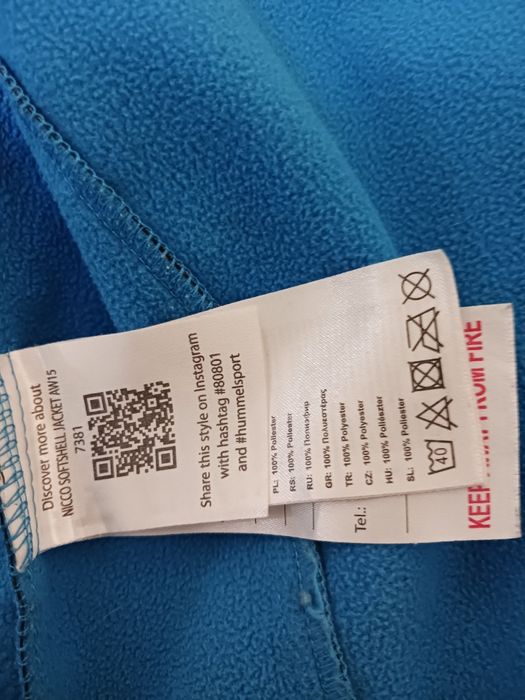 Discover more about
NICCO SOFTSHELL JACKET AW15
7381
Share this style on Instagram
with hashtag #80801
and #hummelsport
PL: 100% Poliester
RS: 100% Poliester
RU: 100% Полиэфир
GR: 100% Πολυεστέρας
TR: 100% Polyester
CZ: 100% Polyester
HU: 100% Poliészter
SL: 100% Poliester
40
Tel.:
KEEP AWAY FROM FIRE